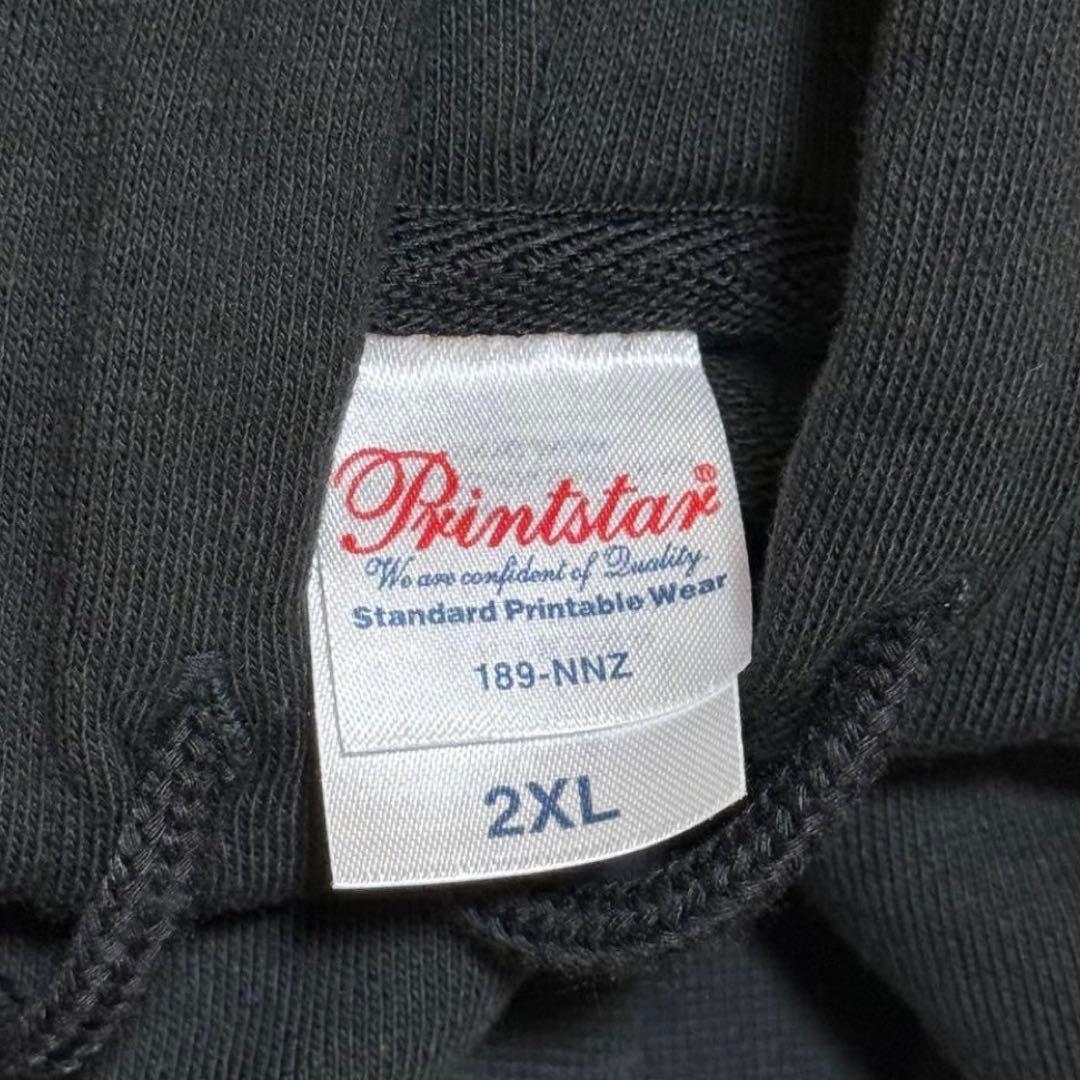 Printstar®
We are confident of Quality
Standard Printable Wear
189-NNZ
2XL